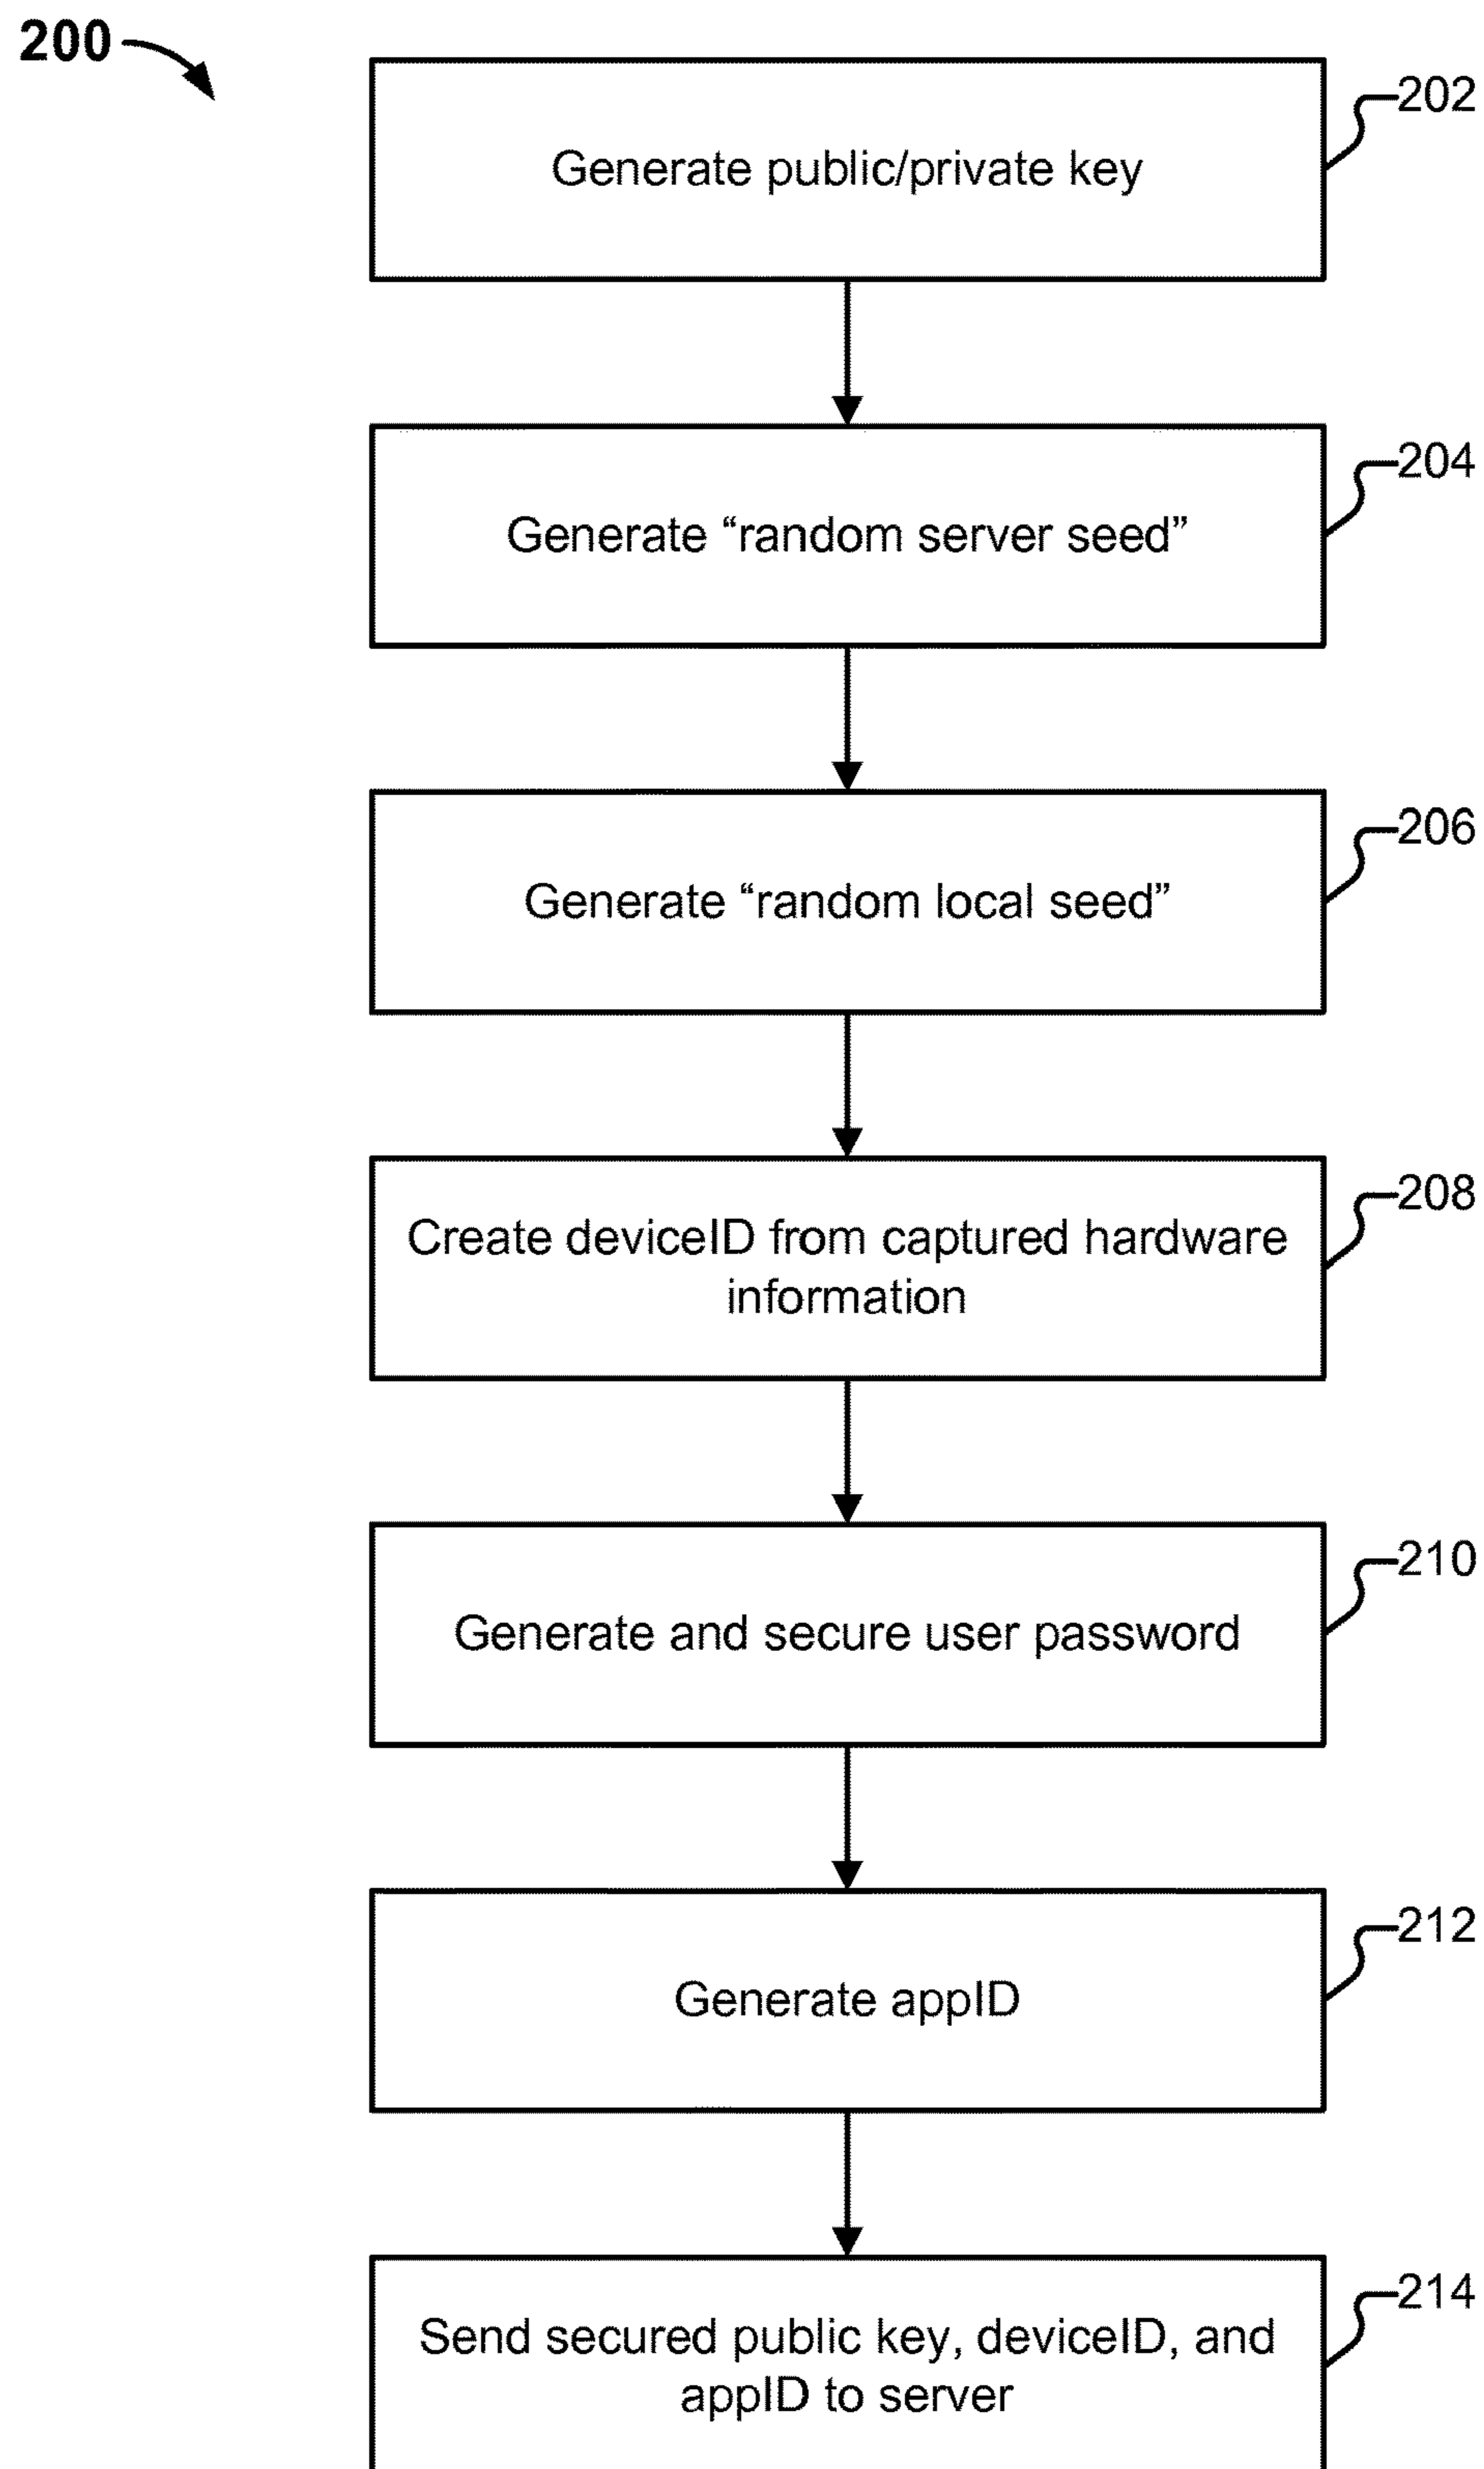 200
202
Generate public/private key
204
Generate “random server seed”
206
Generate “random local seed”
208
Create deviceID from captured hardware
information
210
Generate and secure user password
212
Generate appID
214
Send secured public key, deviceID, and
appID to server